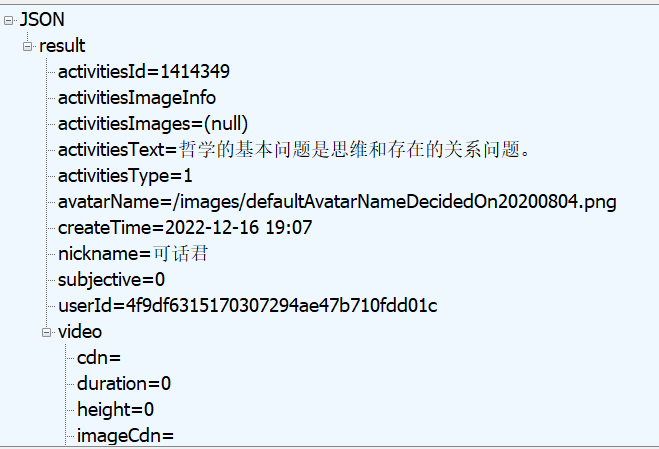 JSON
result
activitiesId=1414349
activitiesImageInfo
activitiesImages=(null)
activitiesText=哲学的基本问题是思维和存在的关系问题。
activitiesType=1
avatarName=/images/defaultAvatarNameDecidedOn20200804.png
createTime=2022-12-16 19:07
nickname=可话君
subjective=0
userId=4f9df6315170307294ae47b710fdd01c
video
cdn=
duration=0
height=0
imageCdn=